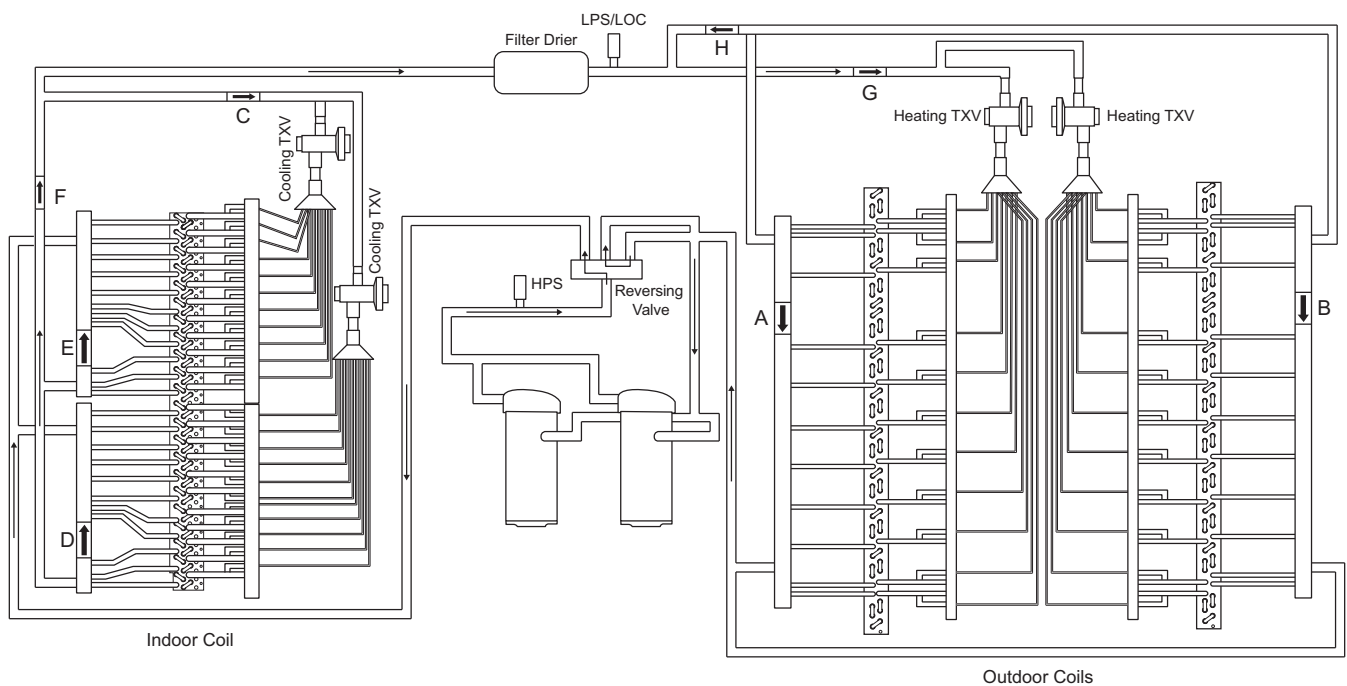 LPS/LOC
Filter Drier
H
G
C
Heating TXV
Heating TXV
Cooling TXV
F
Cooling TXV
HPS
Reversing
Valve
A
B
E
D
Indoor Coil
Outdoor Coils